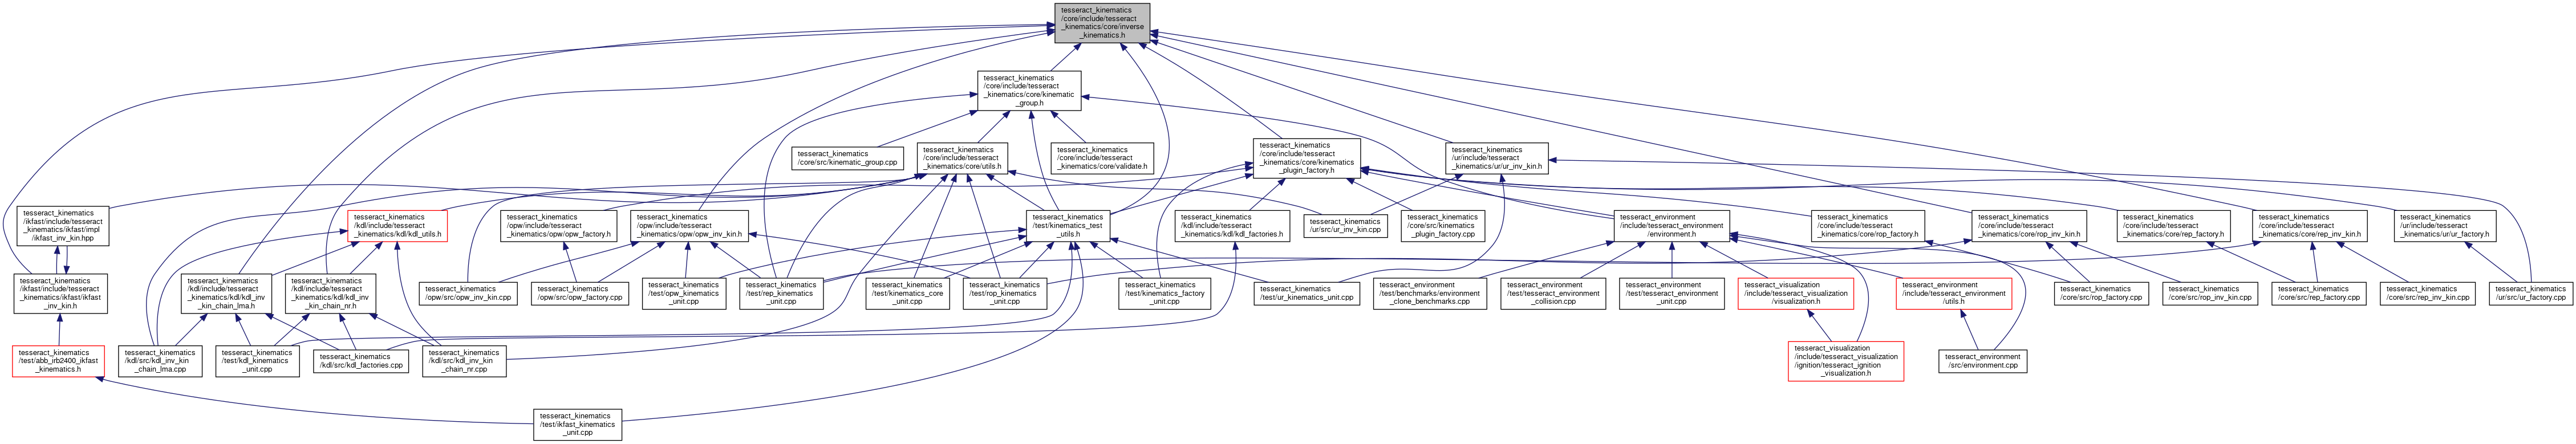 tesseract_kinematics
/core/include/tesseract
_kinematics/core/inverse
_kinematics.h
tesseract_kinematics
/core/include/tesseract
_kinematics/core/kinematic
_group.h
tesseract_kinematics
/core/src/kinematic_group.cpp
tesseract_kinematics
/core/include/tesseract
_kinematics/core/utils.h
tesseract_kinematics
/core/include/tesseract
_kinematics/core/validate.h
tesseract_kinematics
/core/include/tesseract
_kinematics/core/kinematics
_plugin_factory.h
tesseract_kinematics
/ur/include/tesseract
_kinematics/ur/ur_inv_kin.h
tesseract_kinematics
/ikfast/include/tesseract
_kinematics/ikfast/impl
/ikfast_inv_kin.hpp
tesseract_kinematics
/kdl/include/tesseract
_kinematics/kdl/kdl_utils.h
tesseract_kinematics
/opw/include/tesseract
_kinematics/opw/opw_factory.h
tesseract_kinematics
/opw/include/tesseract
_kinematics/opw/opw_inv_kin.h
tesseract_kinematics
/test/kinematics_test
_utils.h
tesseract_kinematics
/kdl/include/tesseract
_kinematics/kdl/kdl_factories.h
tesseract_kinematics
/ur/src/ur_inv_kin.cpp
tesseract_kinematics
/core/src/kinematics
_plugin_factory.cpp
tesseract_environment
/include/tesseract_environment
/environment.h
tesseract_kinematics
/core/include/tesseract
_kinematics/core/rop_factory.h
tesseract_kinematics
/core/include/tesseract
_kinematics/core/rop_inv_kin.h
tesseract_kinematics
/core/include/tesseract
_kinematics/core/rep_factory.h
tesseract_kinematics
/core/include/tesseract
_kinematics/core/rep_inv_kin.h
tesseract_kinematics
/ur/include/tesseract
_kinematics/ur/ur_factory.h
tesseract_kinematics
/ikfast/include/tesseract
_kinematics/ikfast/ikfast
_inv_kin.h
tesseract_kinematics
/kdl/include/tesseract
_kinematics/kdl/kdl_inv
_kin_chain_lma.h
tesseract_kinematics
/kdl/include/tesseract
_kinematics/kdl/kdl_inv
_kin_chain_nr.h
tesseract_kinematics
/opw/src/opw_inv_kin.cpp
tesseract_kinematics
/opw/src/opw_factory.cpp
tesseract_kinematics
/test/opw_kinematics
_unit.cpp
tesseract_kinematics
/test/rep_kinematics
_unit.cpp
tesseract_kinematics
/test/kinematics_core
_unit.cpp
tesseract_kinematics
/test/rop_kinematics
_unit.cpp
tesseract_kinematics
/test/kinematics_factory
_unit.cpp
tesseract_kinematics
/test/ur_kinematics_unit.cpp
tesseract_environment
/test/benchmarks/environment
_clone_benchmarks.cpp
tesseract_environment
/test/tesseract_environment
_collision.cpp
tesseract_environment
/test/tesseract_environment
_unit.cpp
tesseract_visualization
/include/tesseract_visualization
/visualization.h
tesseract_environment
/include/tesseract_environment
/utils.h
tesseract_kinematics
/core/src/rop_factory.cpp
tesseract_kinematics
/core/src/rop_inv_kin.cpp
tesseract_kinematics
/core/src/rep_factory.cpp
tesseract_kinematics
/core/src/rep_inv_kin.cpp
tesseract_kinematics
/ur/src/ur_factory.cpp
tesseract_kinematics
/test/abb_irb2400_ikfast
_kinematics.h
tesseract_kinematics
/kdl/src/kdl_inv_kin
_chain_lma.cpp
tesseract_kinematics
/test/kdl_kinematics
_unit.cpp
tesseract_kinematics
/kdl/src/kdl_factories.cpp
tesseract_kinematics
/kdl/src/kdl_inv_kin
_chain_nr.cpp
tesseract_visualization
/include/tesseract_visualization
/ignition/tesseract_ignition
_visualization.h
tesseract_environment
/src/environment.cpp
tesseract_kinematics
/test/ikfast_kinematics
_unit.cpp